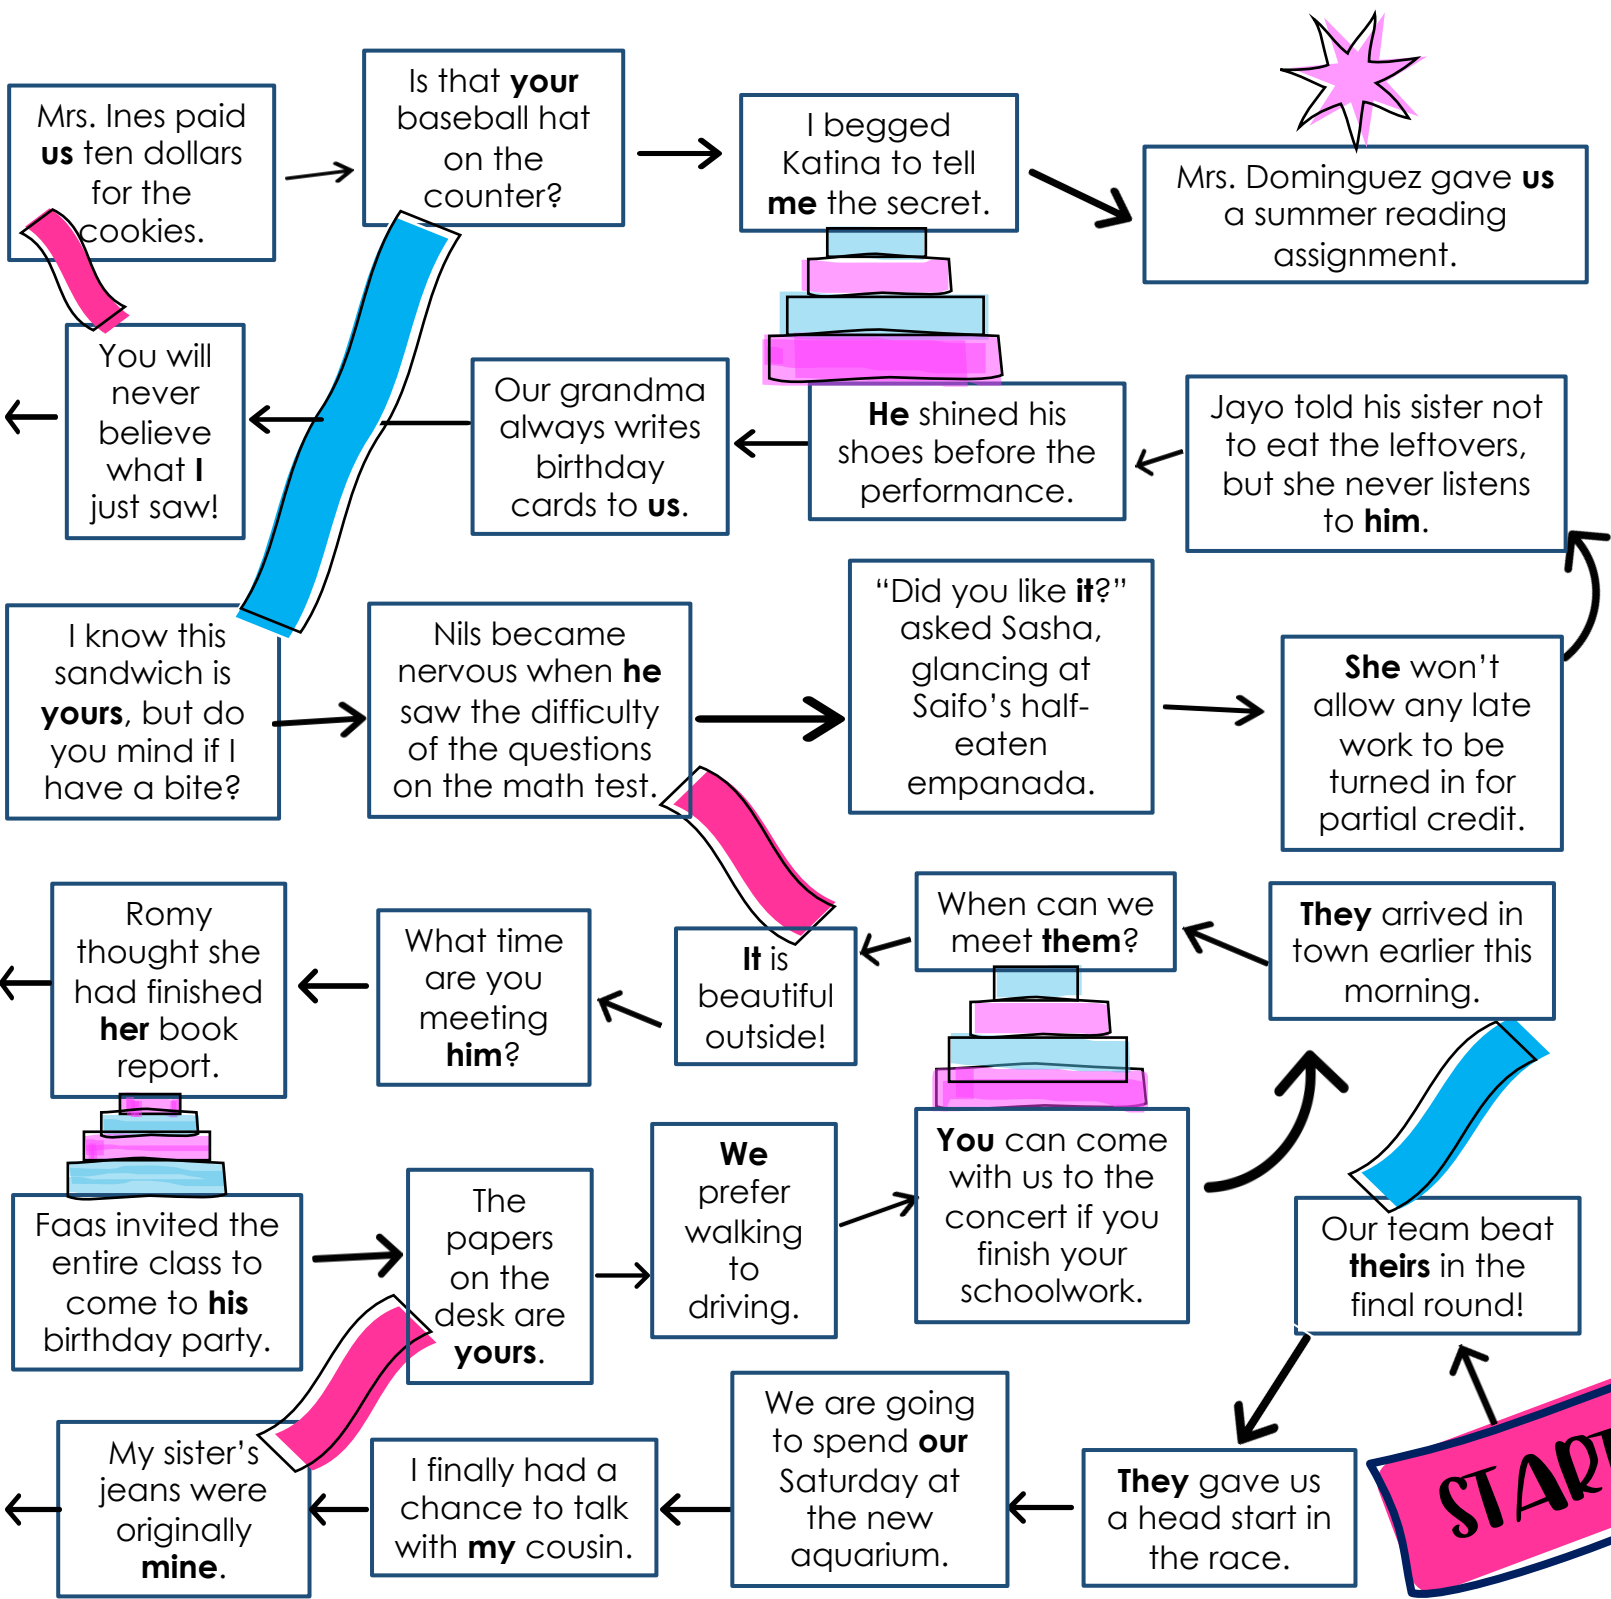 Mrs. Ines paid
us ten dollars
for the
cookies.
Is that your
baseball hat
on the
counter?
I begged
Katina to tell
me the secret.
Mrs. Dominguez gave us
a summer reading
assignment.
You will
never
believe
what I
just saw!
Our grandma
always writes
birthday
cards to us.
He shined his
shoes before the
performance.
Jayo told his sister not
to eat the leftovers,
but she never listens
to him.
I know this
sandwich is
yours, but do
you mind if I
have a bite?
Nils became
nervous when he
saw the difficulty
of the questions
on the math test.
“Did you like it?”
asked Sasha,
glancing at
Saifo’s half-
eaten
empanada.
She won’t
allow any late
work to be
turned in for
partial credit.
Romy
thought she
had finished
her book
report.
What time
are you
meeting
him?
It is
beautiful
outside!
When can we
meet them?
They arrived in
town earlier this
morning.
Faas invited the
entire class to
come to his
birthday party.
The
papers
on the
desk are
yours.
We
prefer
walking
to
driving.
You can come
with us to the
concert if you
finish your
schoolwork.
Our team beat
theirs in the
final round!
My sister’s
jeans were
originally
mine.
I finally had a
chance to talk
with my cousin.
We are going
to spend our
Saturday at
the new
aquarium.
They gave us
a head start in
the race.
START